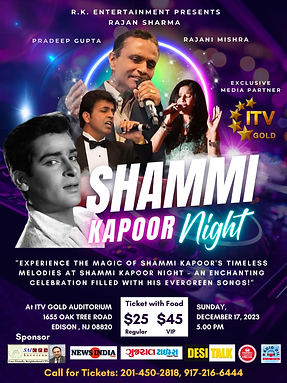 R.K. ENTERTAINMENT PRESENTS
RAJAN SHARMA
PRADEEP GUPTA
RAJANI MISHRA
EXCLUSIVE
MEDIA PARTNER
ITV
GOLD
SHAMMI
KAPOOR Night
"EXPERIENCE THE MAGIC OF SHAMMI KAPOOR'S TIMELESS
MELODIES AT SHAMMI KAPOOR NIGHT - AN ENCHANTING
CELEBRATION FILLED WITH HIS EVERGREEN SONGS!"
At ITV GOLD AUDITORIUM
1655 OAK TREE ROAD
EDISON , NJ 08820
Ticket with Food
$25 $45
Regular VIP
SUNDAY,
DECEMBER 17, 2023
5.00 PM
Sponsor
NEWS INDIA
ગુજરાત ટાઇમ્સ
DESI TALK
Call for Tickets: 201-450-2818, 917-216-6444